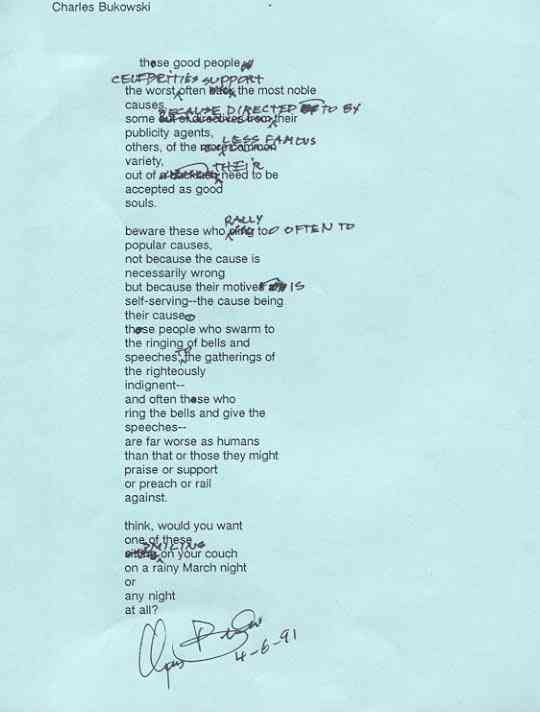 Charles Bukowski
these good people
CELEBRITIES SUPPORT
the worst often the most noble
causes,
BECAUSE DIRECTED TO BY
some out of directives from their
publicity agents,
LESS FAMOUS
others, of the more common
variety,
THEIR
out of a need to be
accepted as good
souls.
RALLY
beware these who too OFTEN TO
popular causes,
not because the cause is
necessarily wrong
but because their motive IS
self-serving--the cause being
their cause.
these people who swarm to
the ringing of bells and
speeches, to the gatherings of
the righteously
indignent--
and often these who
ring the bells and give the
speeches--
are far worse as humans
than that or those they might
praise or support
or preach or rail
against.
think, would you want
one of these
SMILING
sitting on your couch
on a rainy March night
or
any night
at all?
4-6-91